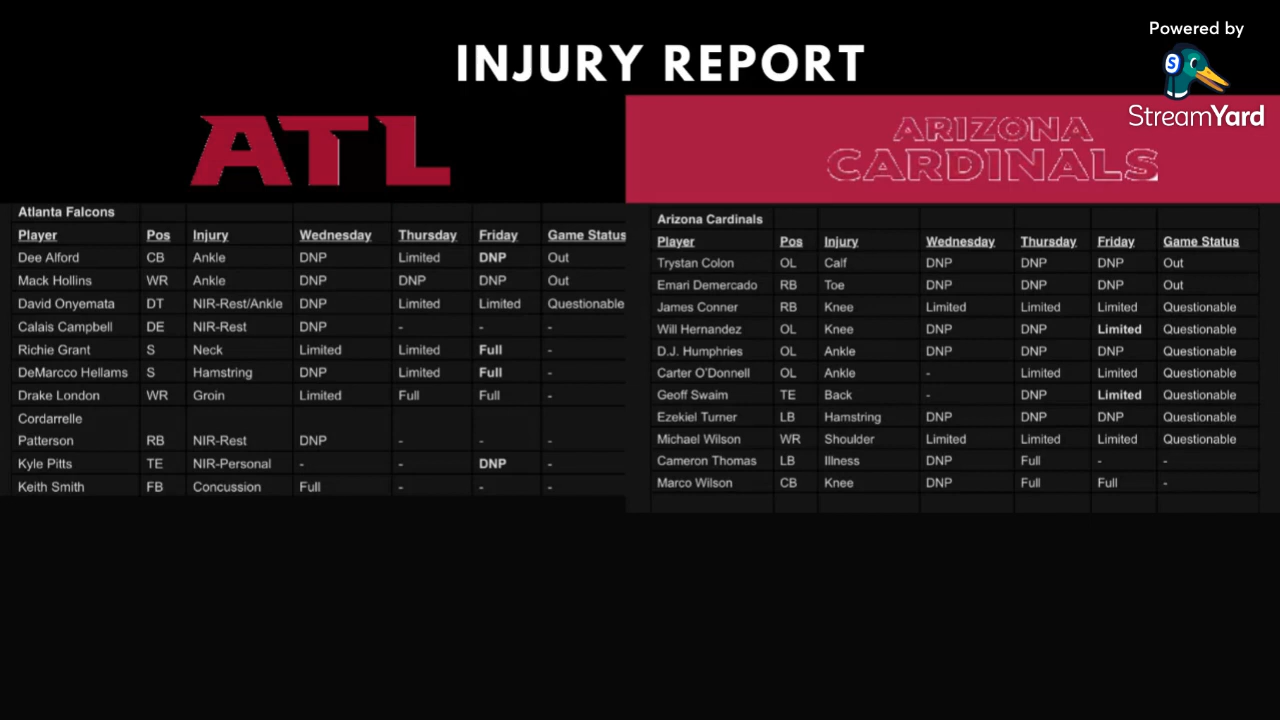 Powered by
StreamYard
INJURY REPORT
ATL
ARIZONA
CARDINALS
Atlanta Falcons
Player Pos Injury Wednesday Thursday Friday Game Status
Dee Alford CB Ankle DNP Limited DNP Out
Mack Hollins WR Ankle DNP DNP DNP Out
David Onyemata DT NIR-Rest/Ankle DNP Limited Limited Questionable
Calais Campbell DE NIR-Rest DNP - - -
Richie Grant S Neck Limited Limited Full -
DeMarcco Hellams S Hamstring DNP Limited Full -
Drake London WR Groin Limited Full Full -
Cordarrelle
Patterson RB NIR-Rest DNP - - -
Kyle Pitts TE NIR-Personal - - DNP -
Keith Smith FB Concussion Full - - -
Arizona Cardinals
Player Pos Injury Wednesday Thursday Friday Game Status
Trystan Colon OL Calf DNP DNP DNP Out
Emari Demercado RB Toe DNP DNP DNP Out
James Conner RB Knee Limited Limited Limited Questionable
Will Hernandez OL Knee DNP DNP Limited Questionable
D.J. Humphries OL Ankle DNP DNP DNP Questionable
Carter O'Donnell OL Ankle - Limited Limited Questionable
Geoff Swaim TE Back - DNP Limited Questionable
Ezekiel Turner LB Hamstring DNP DNP DNP Questionable
Michael Wilson WR Shoulder Limited Limited Limited Questionable
Cameron Thomas LB Illness DNP Full - -
Marco Wilson CB Knee DNP Full Full -